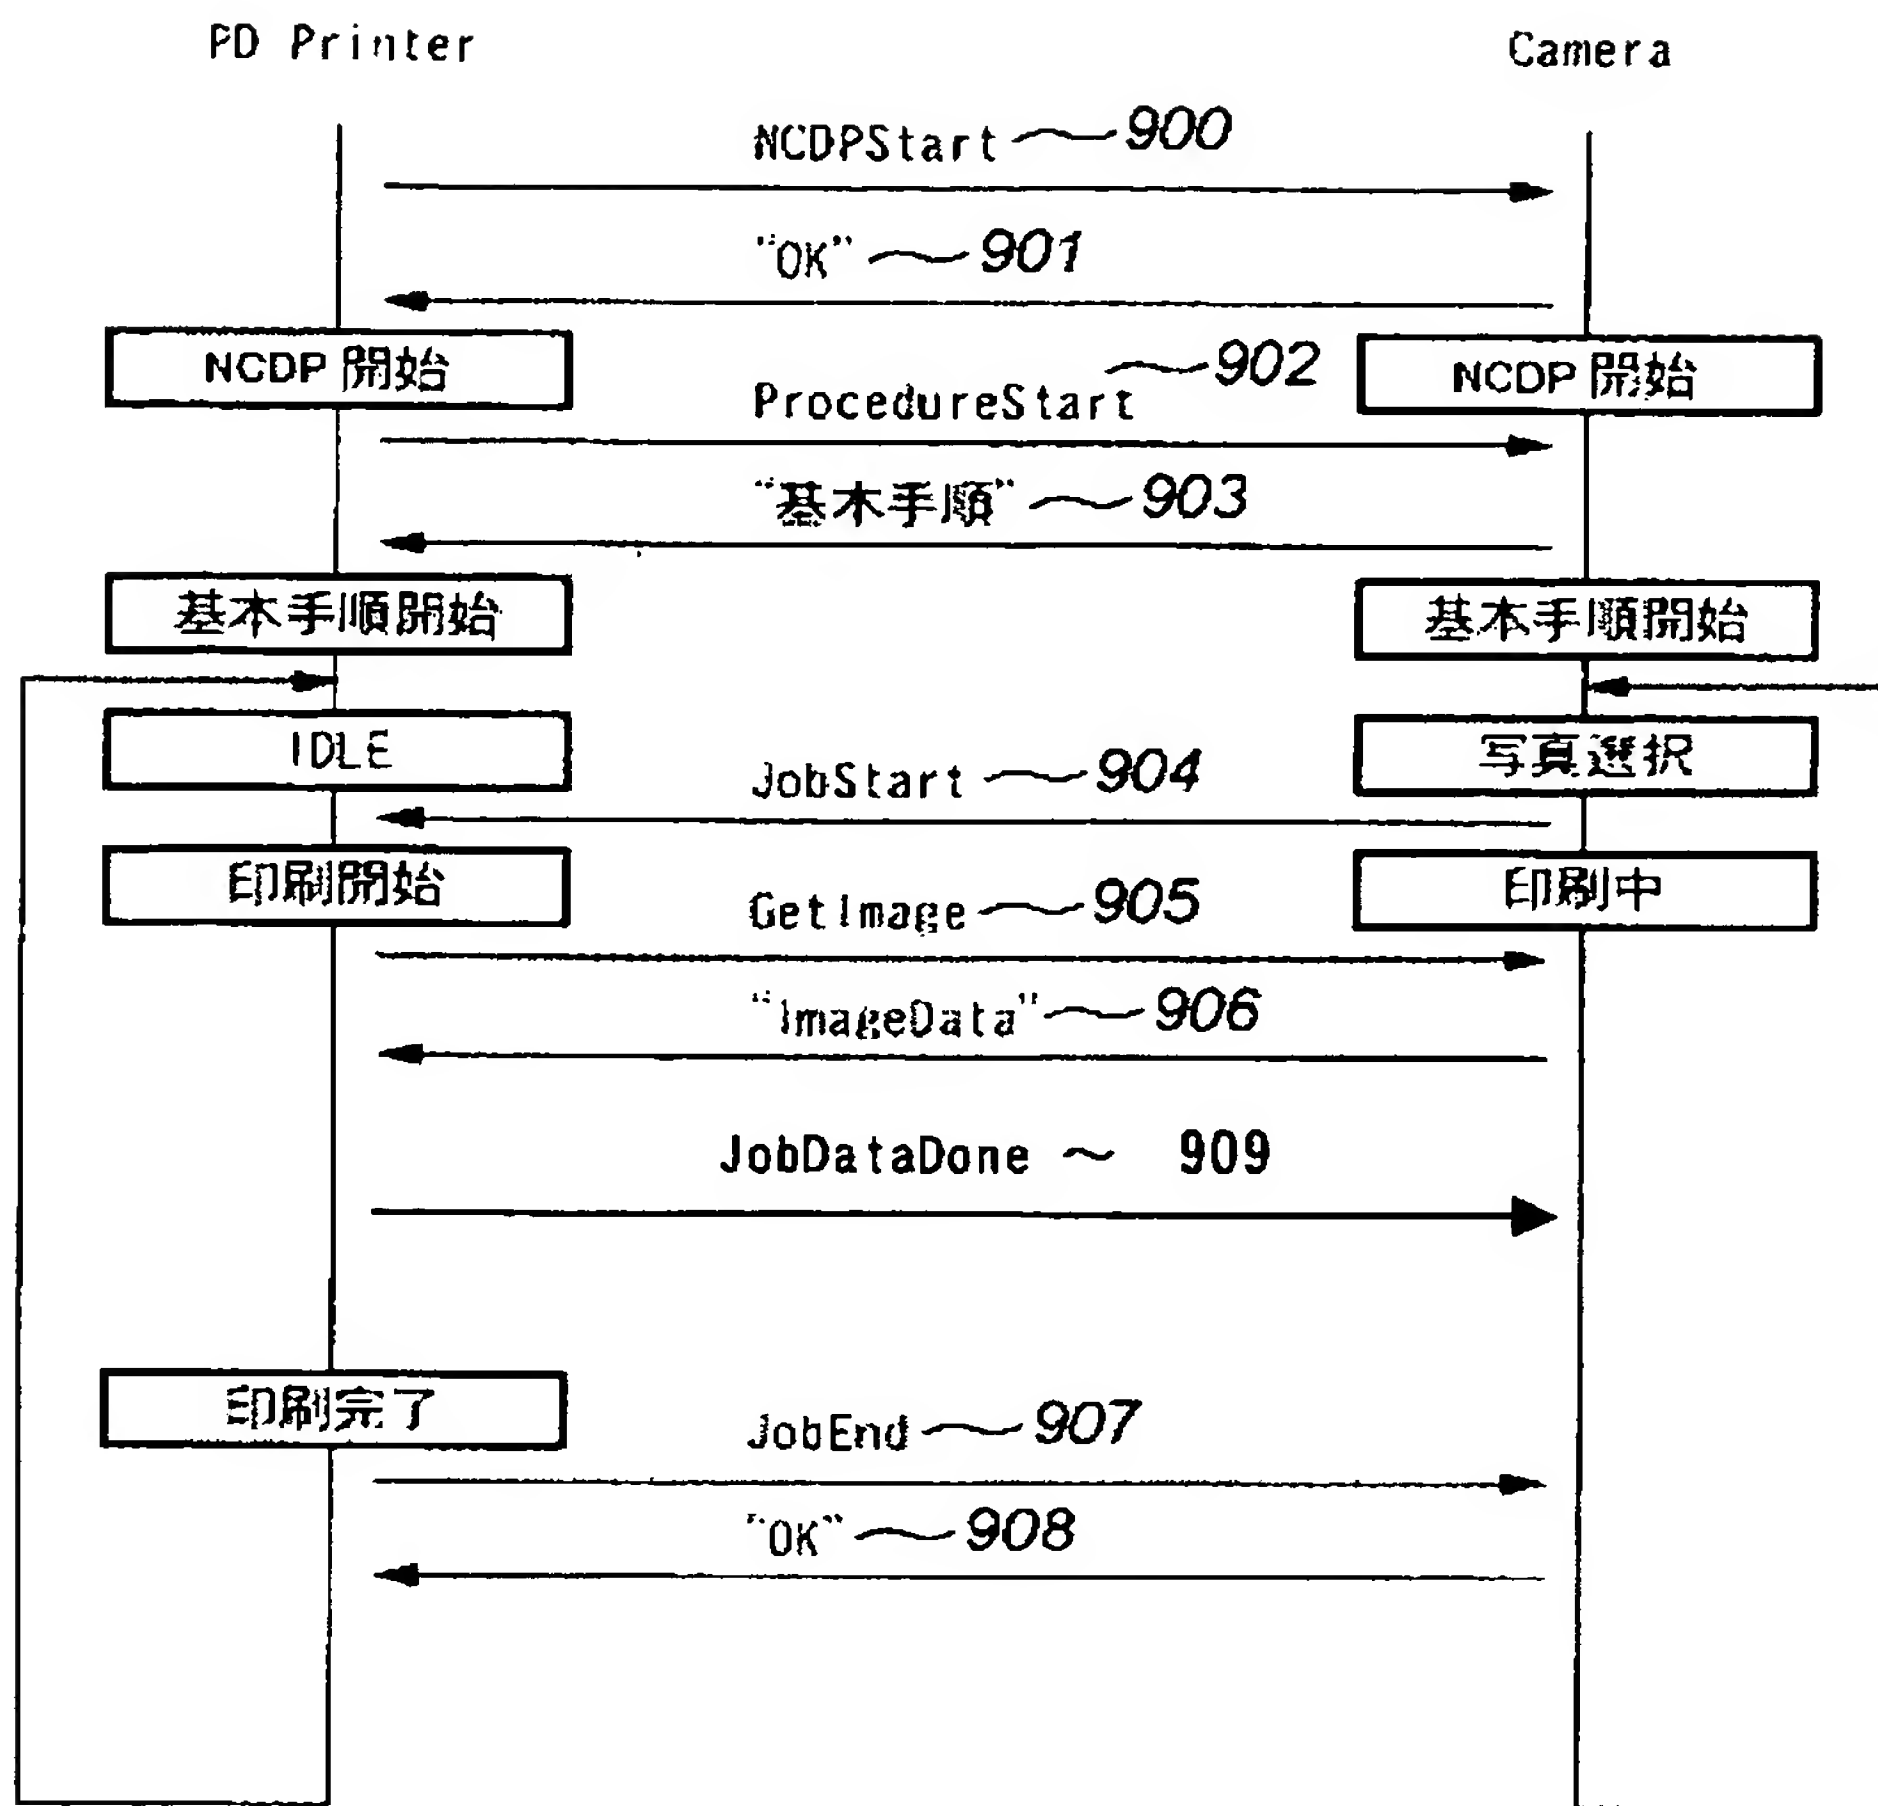 PD Printer
Camera
NCDPStart 900
"OK" 901
NCDP 開始
NCDP 開始
ProcedureStart 902
"基本手順" 903
基本手順開始
基本手順開始
IDLE
写真選択
JobStart 904
印刷開始
印刷中
GetImage 905
"ImageData" 906
JobDataDone ~ 909
印刷完了
JobEnd 907
"OK" 908